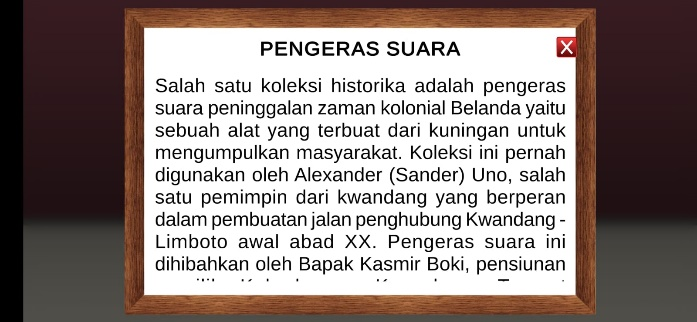 PENGERAS SUARA
X
Salah satu koleksi historika adalah pengeras
suara peninggalan zaman kolonial Belanda yaitu
sebuah alat yang terbuat dari kuningan untuk
mengumpulkan masyarakat. Koleksi ini pernah
digunakan oleh Alexander (Sander) Uno, salah
satu pemimpin dari kwandang yang berperan
dalam pembuatan jalan penghubung Kwandang -
Limboto awal abad XX. Pengeras suara ini
dihibahkan oleh Bapak Kasmir Boki, pensiunan